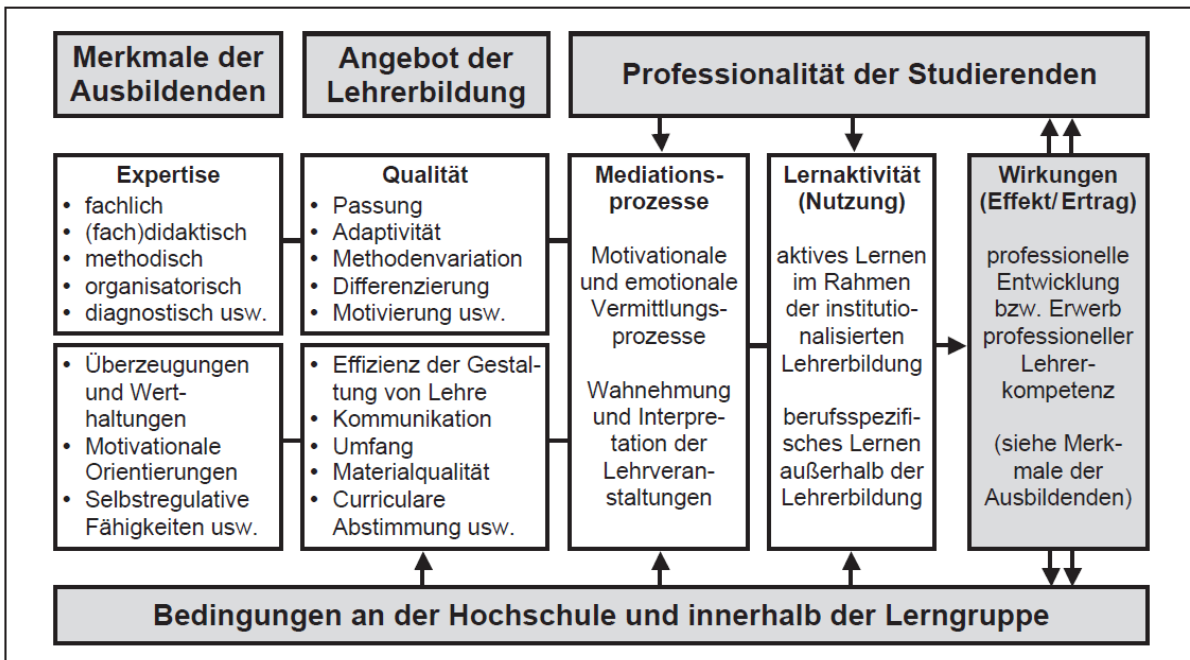 Merkmale der
Ausbildenden
Angebot der
Lehrerbildung
Professionalität der Studierenden
Expertise
• fachlich
• (fach)didaktisch
• methodisch
• organisatorisch
• diagnostisch usw.
• Überzeugungen
und Wert-
haltungen
• Motivationale
Orientierungen
• Selbstregulative
Fähigkeiten usw.
Qualität
• Passung
• Adaptivität
• Methodenvariation
• Differenzierung
• Motivierung usw.
• Effizienz der Gestal-
tung von Lehre
• Kommunikation
• Umfang
• Materialqualität
• Curriculare
Abstimmung usw.
Mediations-
prozesse
Motivationale
und emotionale
Vermittlungs-
prozesse
Wahnehmung
und Interpre-
tation der
Lehrveran-
staltungen
Lernaktivität
(Nutzung)
aktives Lernen
im Rahmen
der institutio-
nalisierten
Lehrerbildung
berufsspezifi-
sches Lernen
außerhalb der
Lehrerbildung
Wirkungen
(Effekt/ Ertrag)
professionelle
Entwicklung
bzw. Erwerb
professioneller
Lehrer-
kompetenz
(siehe Merk-
male der
Ausbildenden)
Bedingungen an der Hochschule und innerhalb der Lerngruppe